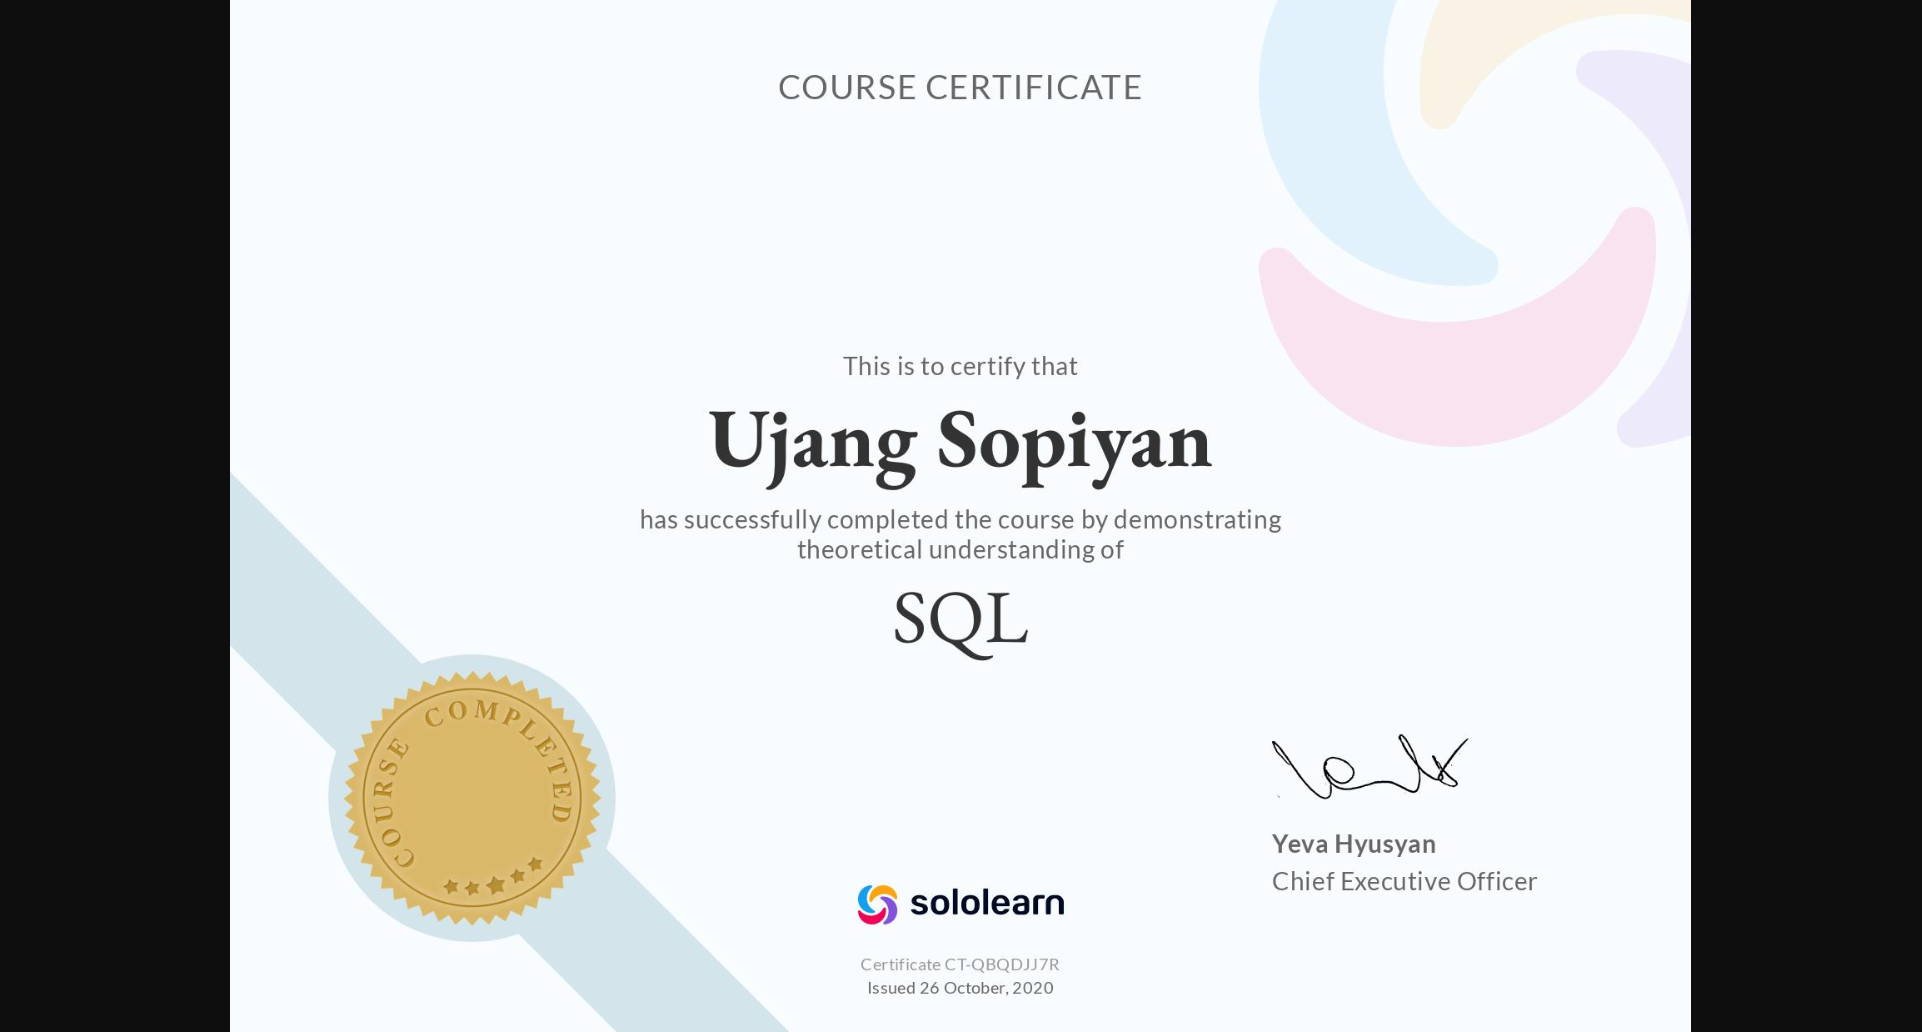 COURSE CERTIFICATE
This is to certify that
Ujang Sopiyan
has successfully completed the course by demonstrating
theoretical understanding of
SQL
COURSE COMPLETED
Yeva Hyusyan
Chief Executive Officer
sololearn
Certificate CT-QBQDJJ7R
Issued 26 October, 2020